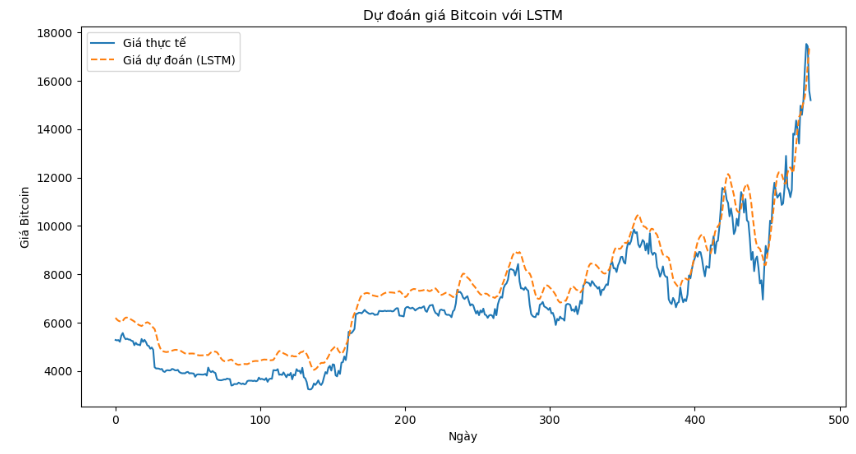 Dự đoán giá Bitcoin với LSTM
Giá thực tế
Giá dự đoán (LSTM)
18000
16000
14000
12000
10000
8000
6000
4000
Giá Bitcoin
0 100 200 300 400 500
Ngày